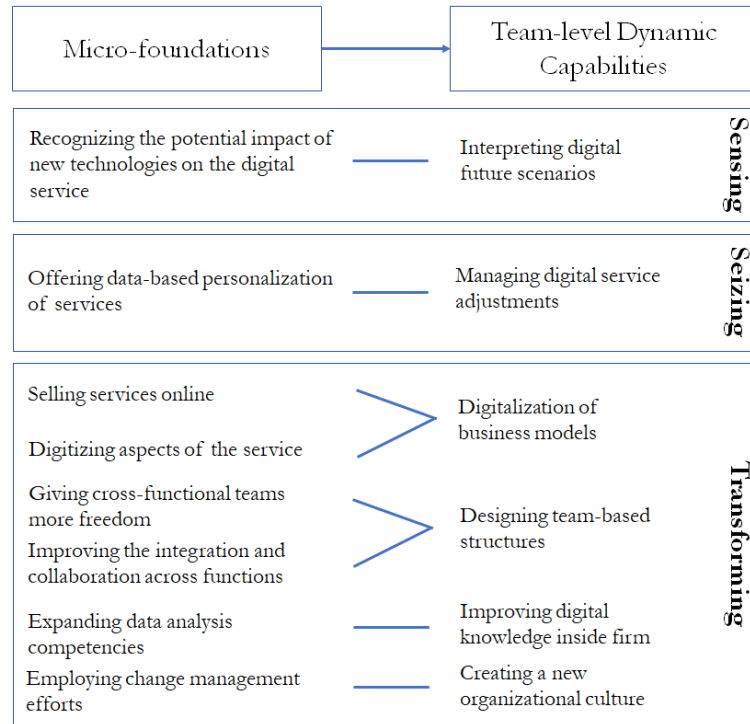 Micro-foundations
Team-level Dynamic
Capabilities
Recognizing the potential impact of
new technologies on the digital
service
Interpreting digital
future scenarios
Sensing
Offering data-based personalization
of services
Managing digital service
adjustments
Seizing
Selling services online
Digitizing aspects of the service
Digitalization of
business models
Giving cross-functional teams
more freedom
Improving the integration and
collaboration across functions
Designing team-based
structures
Expanding data analysis
competencies
Improving digital
knowledge inside firm
Employing change management
efforts
Creating a new
organizational culture
Transforming